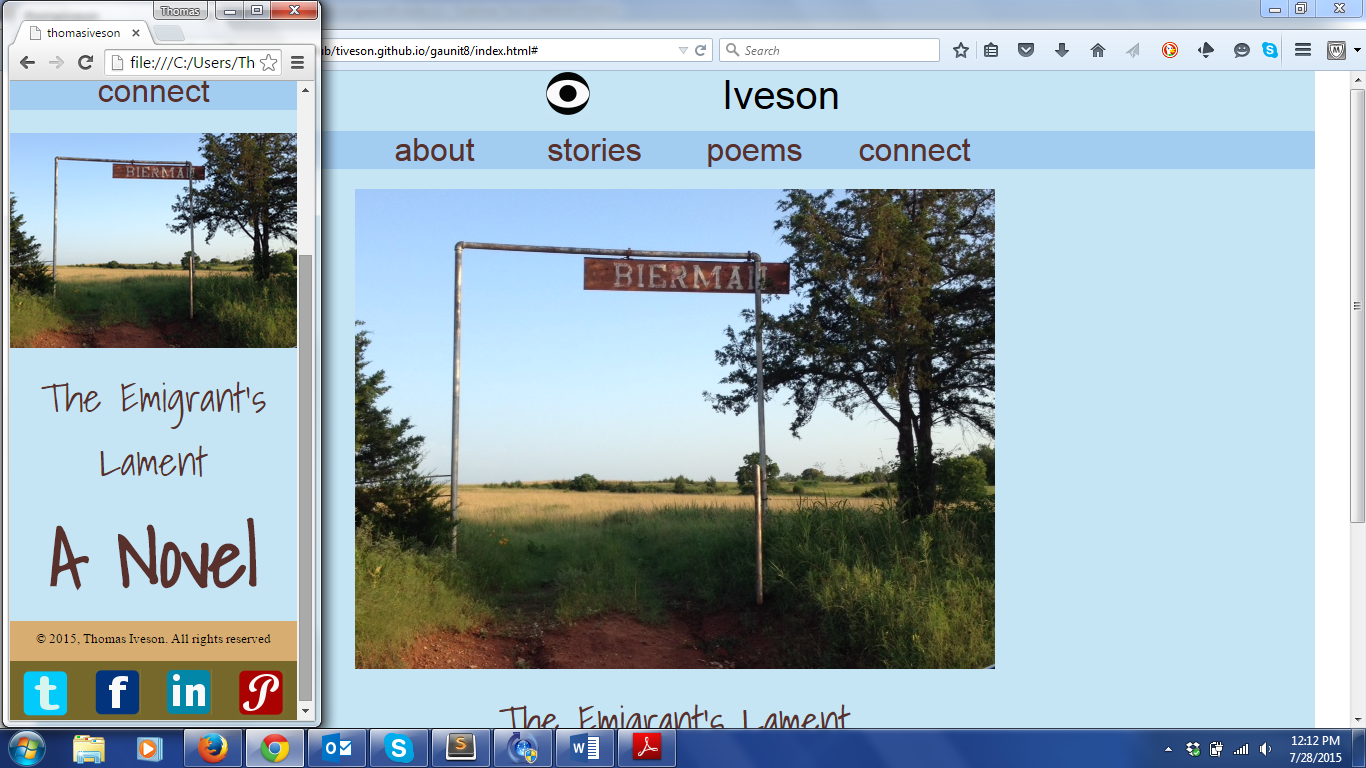 Thomas
thomasiveson
file:///C:/Users/Th
connect
BIERMAN
The Emigrant's
Lament
A Novel
© 2015, Thomas Iveson. All rights reserved
t f in P
b/tiveson.github.io/gaunit8/index.html#
Search
Iveson
about stories poems connect
BIERMAN
The Emigrant's Lament
12:12 PM
7/28/2015